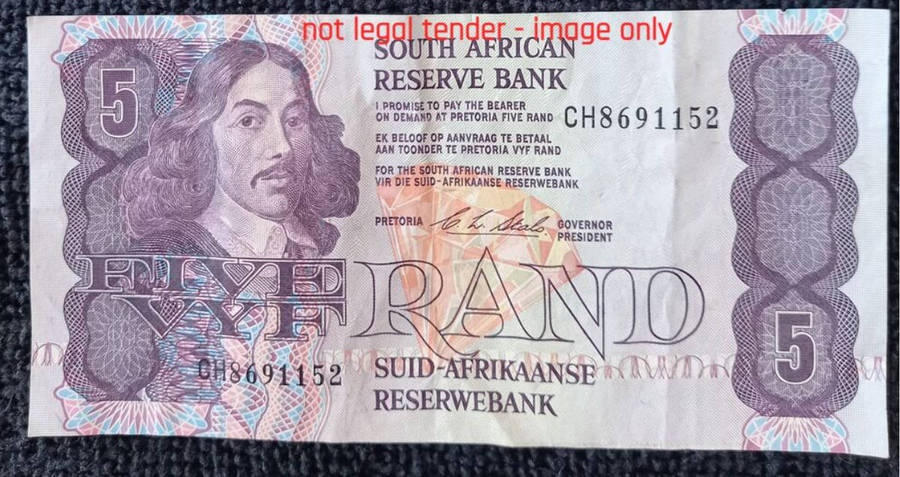 not legal tender - image only
5
SOUTH AFRICAN
RESERVE BANK
I PROMISE TO PAY THE BEARER
ON DEMAND AT PRETORIA FIVE RAND
CH8691152
EK BELOOF OP AANVRAAG TE BETAAL
AAN TOONDER TE PRETORIA VYF RAND
FOR THE SOUTH AFRICAN RESERVE BANK
VIR DIE SUID-AFRIKAANSE RESERWEBANK
PRETORIA
GOVERNOR
PRESIDENT
FIVE
VYF
RAND
5
CH8691152
SUID-AFRIKAANSE
RESERWEBANK